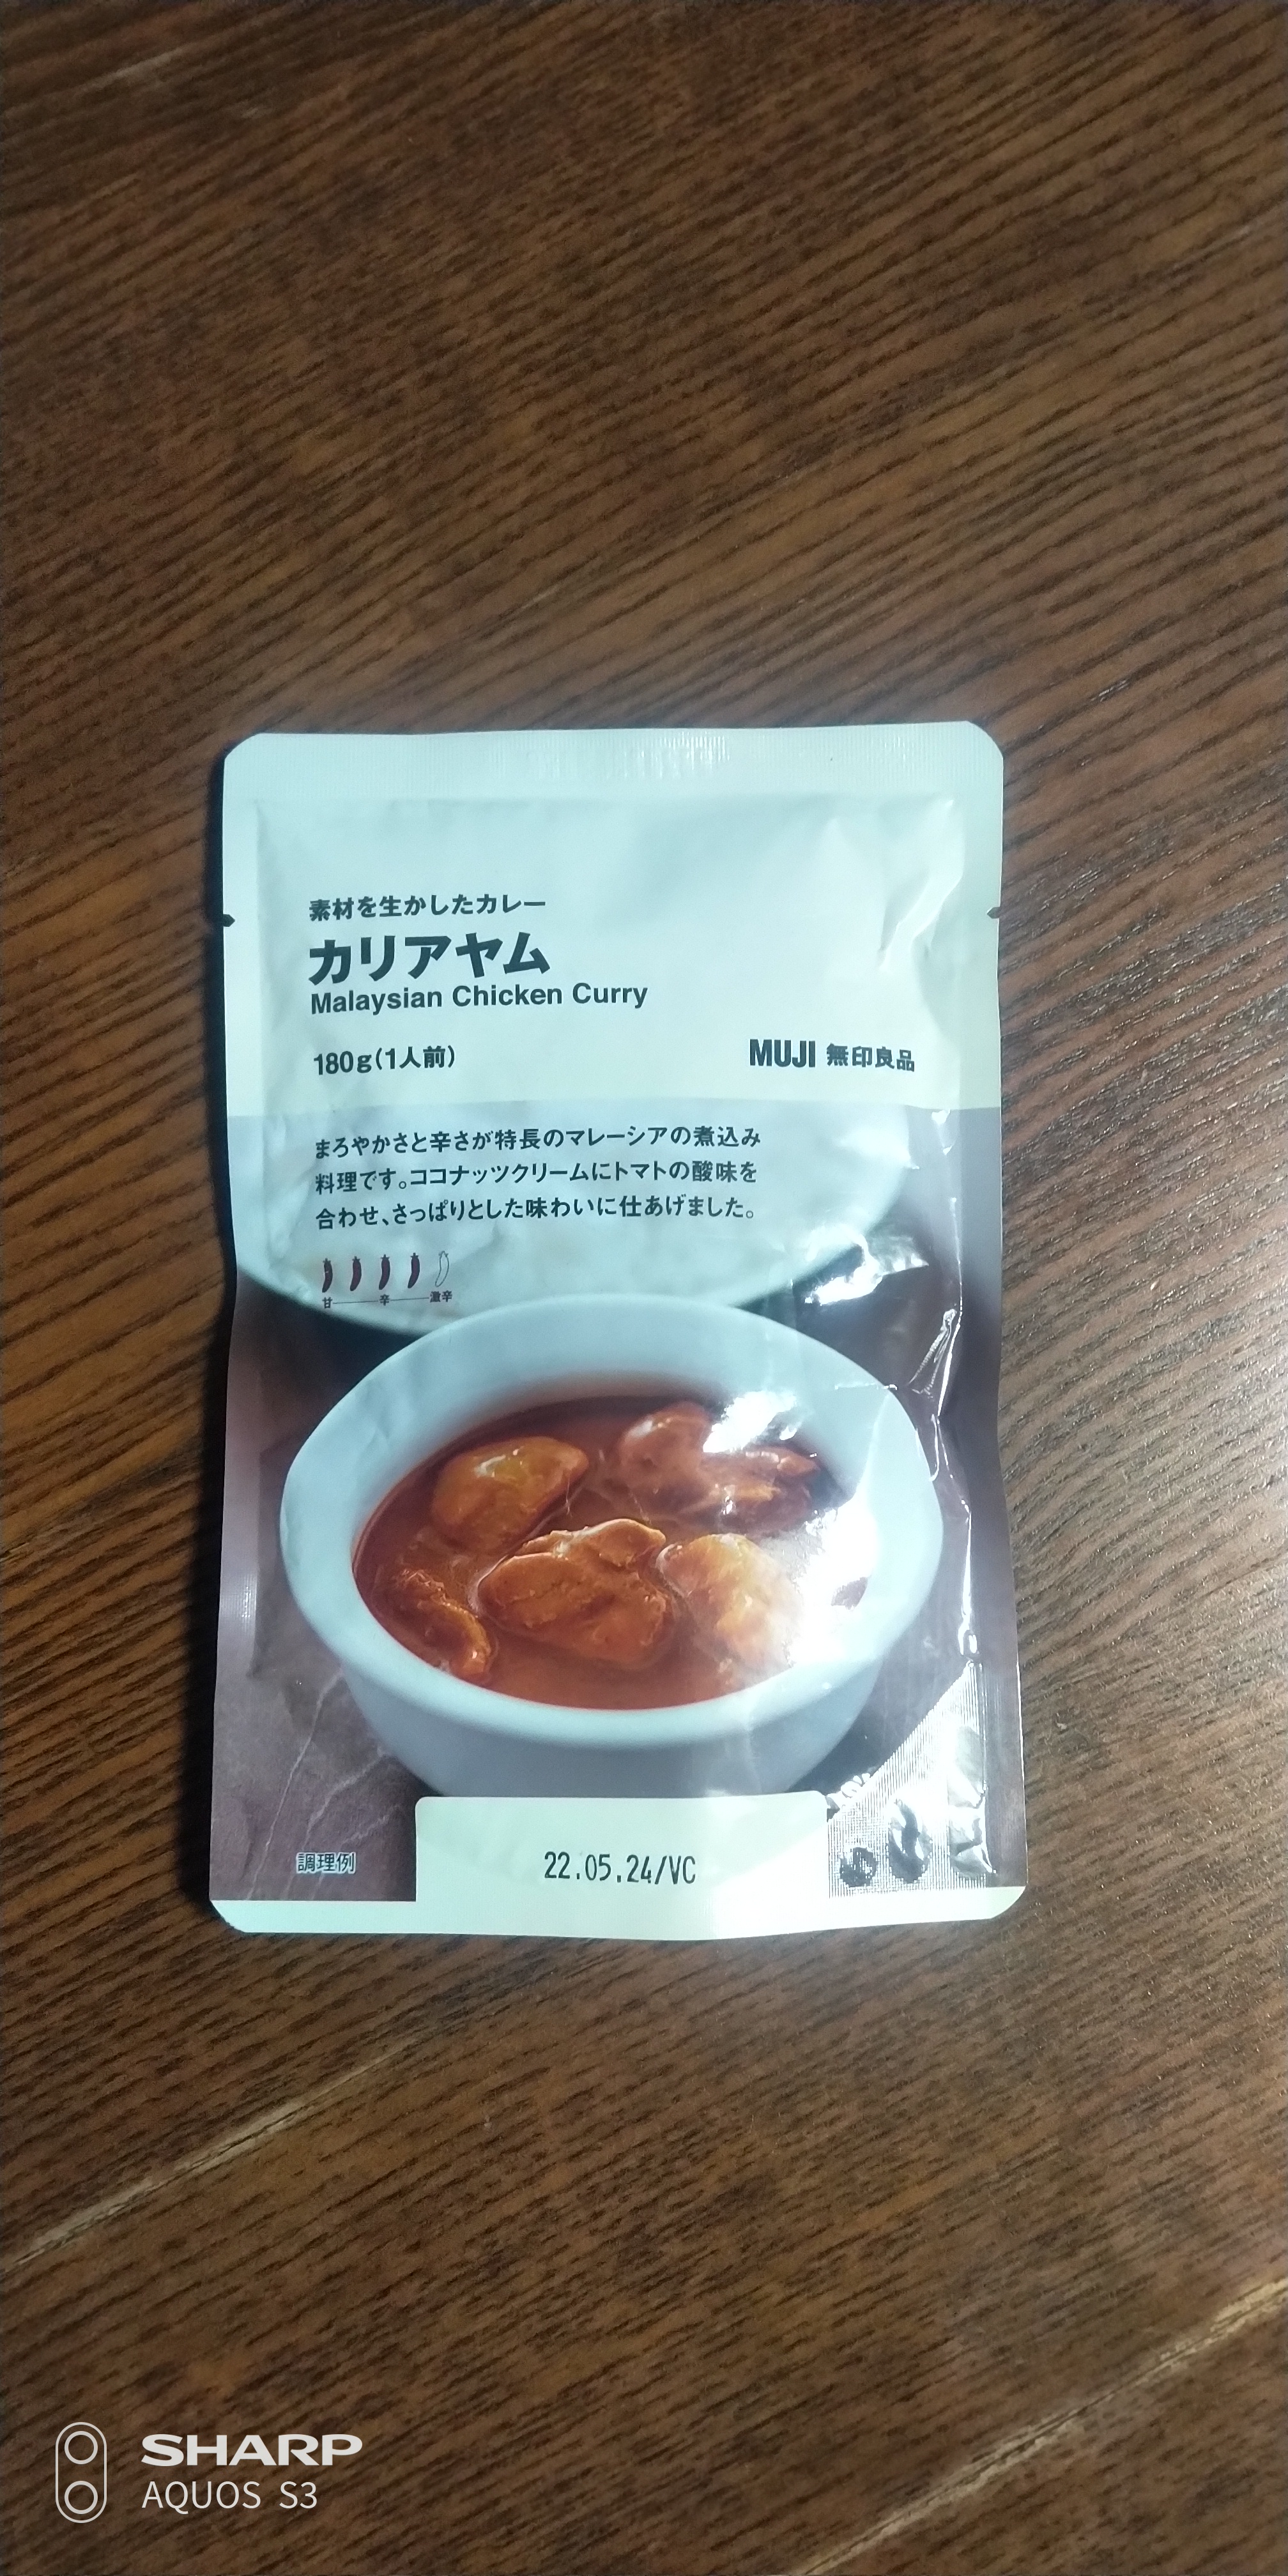 素材を生かしたカレー
カリアヤム
Malaysian Chicken Curry
180g(1人前)
MUJI 無印良品
まろやかさと辛さが特長のマレーシアの煮込み
料理です。ココナッツクリームにトマトの酸味を
合わせ、さっぱりとした味わいに仕あげました。
甘 辛 激辛
調理例
22.05.24/VC
SHARP
AQUOS S3